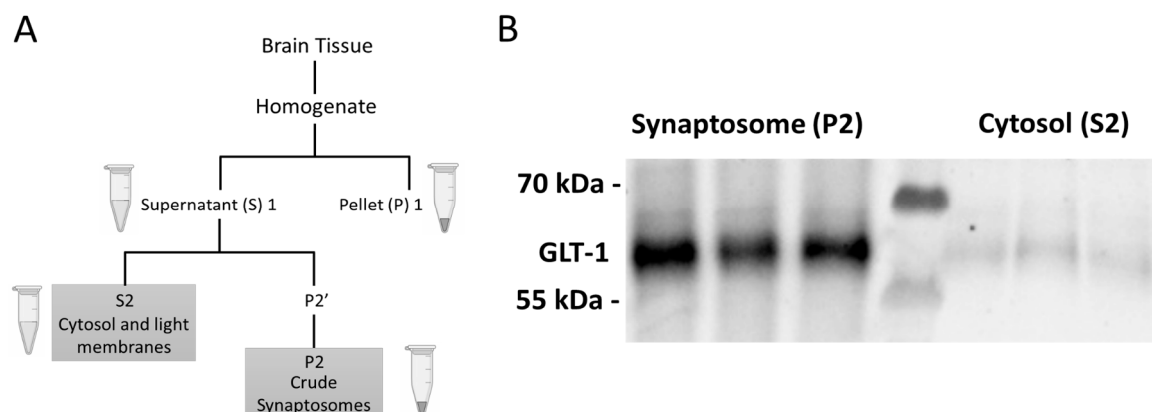 A
Brain Tissue
Homogenate
Supernatant (S) 1
Pellet (P) 1
S2
Cytosol and light
membranes
P2′
P2
Crude
Synaptosomes
B
Synaptosome (P2)
Cytosol (S2)
70 kDa -
GLT-1
55 kDa -